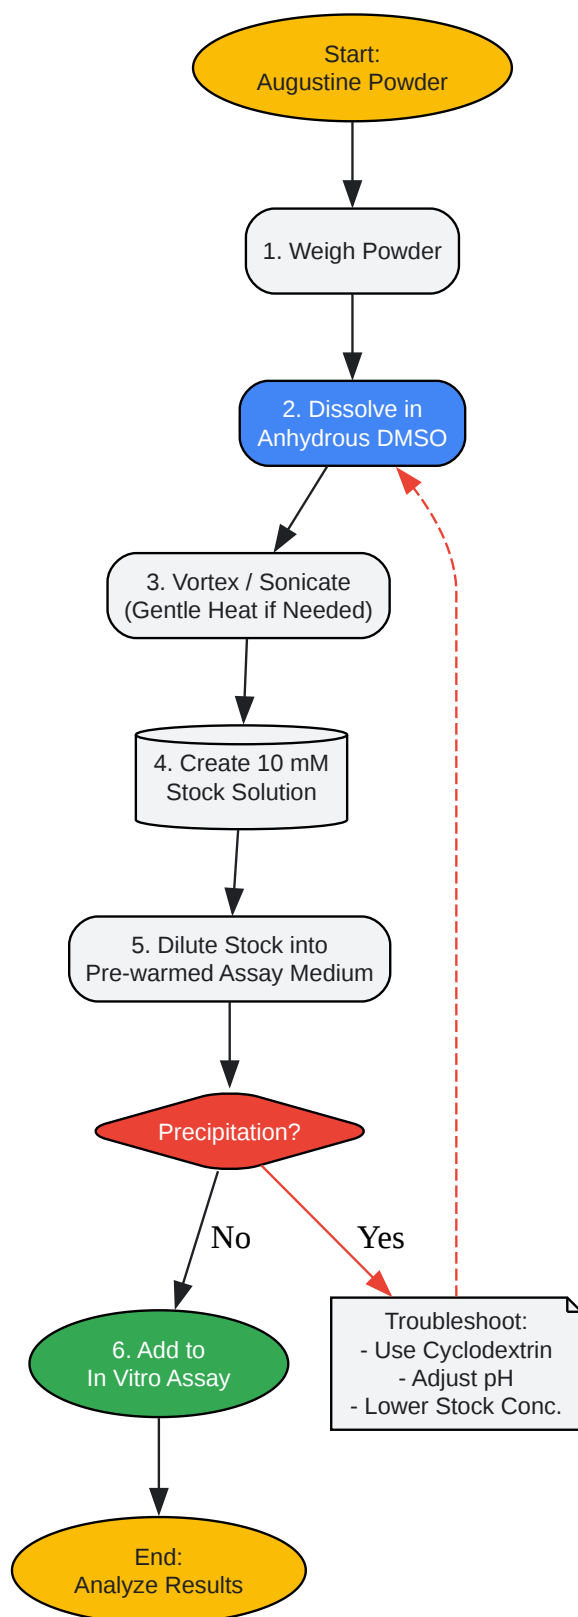 Start:
Augustine Powder
1. Weigh Powder
2. Dissolve in
Anhydrous DMSO
3. Vortex / Sonicate
(Gentle Heat if Needed)
4. Create 10 mM
Stock Solution
5. Dilute Stock into
Pre-warmed Assay Medium
Precipitation?
No
Yes
Troubleshoot:
- Use Cyclodextrin
- Adjust pH
- Lower Stock Conc.
6. Add to
In Vitro Assay
End:
Analyze Results